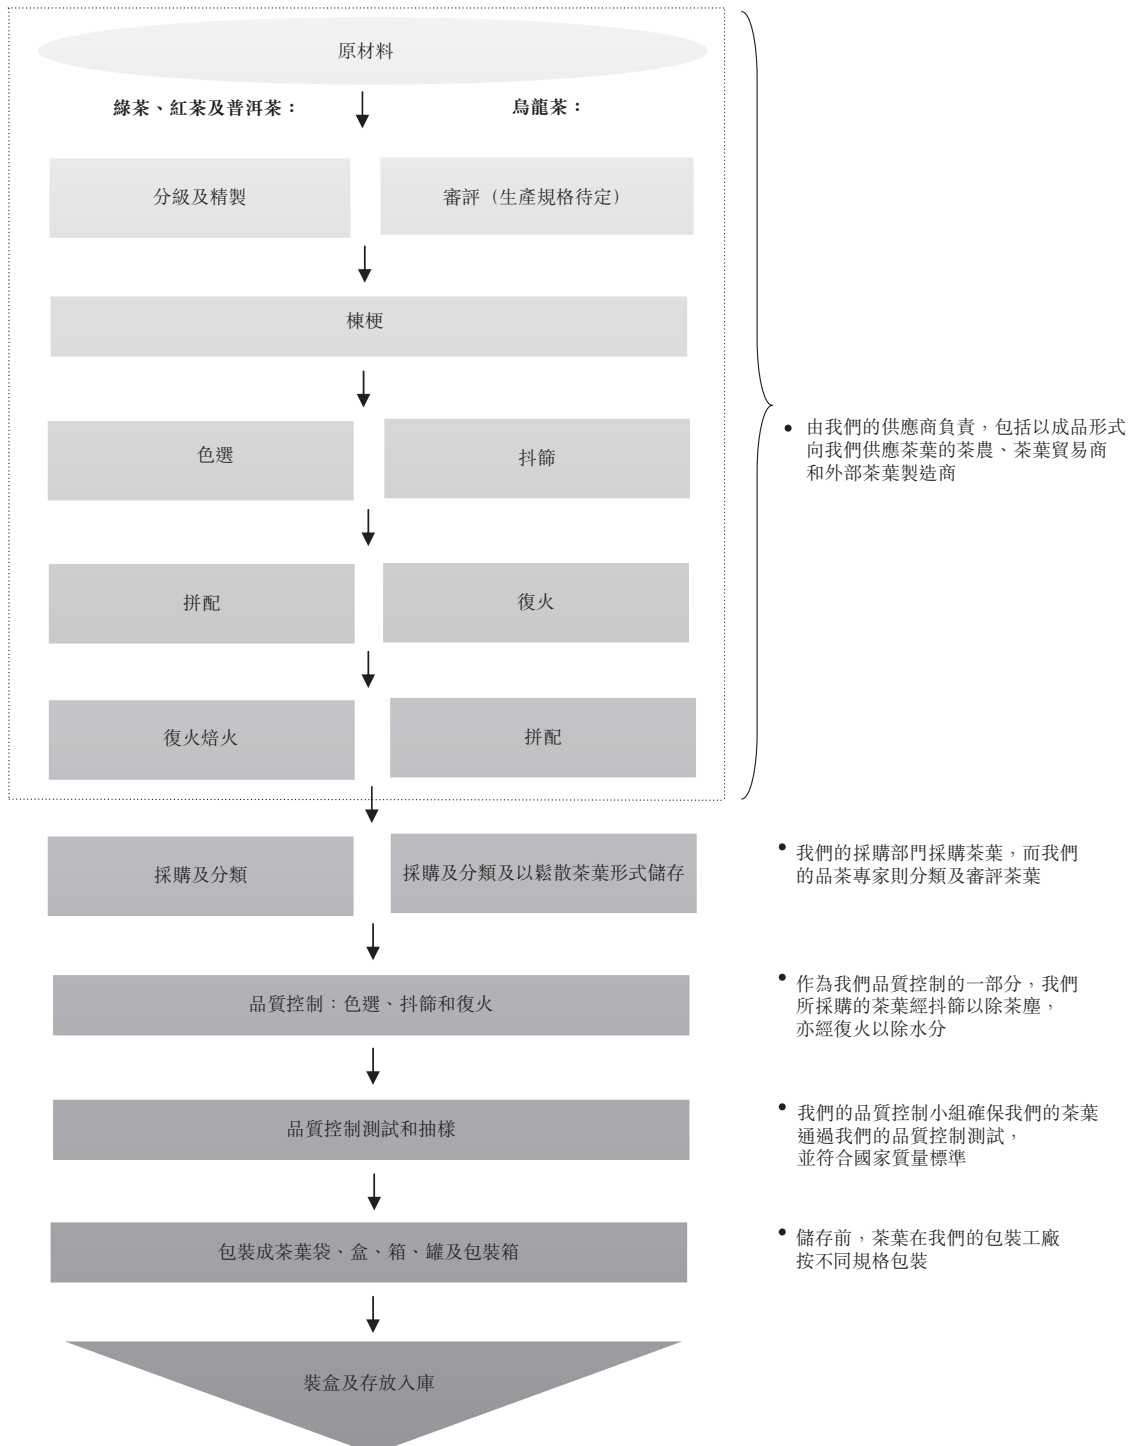 原材料
綠茶、紅茶及普洱茶：
烏龍茶：
分級及精製
審評（生產規格待定）
棟梗
色選
抖篩
由我們的供應商負責，包括以成品形式
向我們供應茶葉的茶農、茶葉貿易商
和外部茶葉製造商
拼配
復火
復火焙火
拼配
採購及分類
採購及分類及以鬆散茶葉形式儲存
我們的採購部門採購茶葉，而我們
的品茶專家則分類及審評茶葉
品質控制：色選、抖篩和復火
作為我們品質控制的一部分，我們
所採購的茶葉經抖篩以除茶塵，
亦經復火以除水分
品質控制測試和抽樣
我們的品質控制小組確保我們的茶葉
通過我們的品質控制測試，
並符合國家質量標準
包裝成茶葉袋、盒、箱、罐及包裝箱
儲存前，茶葉在我們的包裝工廠
按不同規格包裝
裝盒及存放入庫